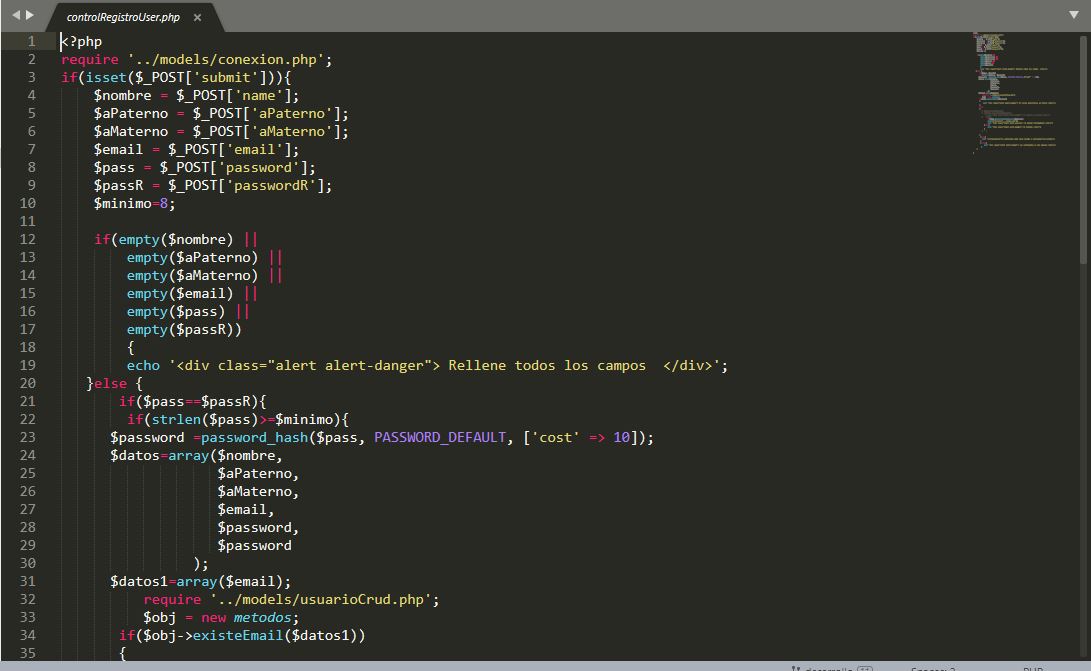 controlRegistroUser.php ×
1 <?php
2 require '../models/conexion.php';
3 if(isset($_POST['submit'])){
4 $nombre = $_POST['name'];
5 $aPaterno = $_POST['aPaterno'];
6 $aMaterno = $_POST['aMaterno'];
7 $email = $_POST['email'];
8 $pass = $_POST['password'];
9 $passR = $_POST['passwordR'];
10 $minimo=8;
11
12 if(empty($nombre) ||
13 empty($aPaterno) ||
14 empty($aMaterno) ||
15 empty($email) ||
16 empty($pass) ||
17 empty($passR))
18 {
19 echo '<div class="alert alert-danger"> Rellene todos los campos  </div>';
20 }else {
21 if($pass==$passR){
22 if(strlen($pass)>=$minimo){
23 $password =password_hash($pass, PASSWORD_DEFAULT, ['cost' => 10]);
24 $datos=array($nombre,
25 $aPaterno,
26 $aMaterno,
27 $email,
28 $password,
29 $password
30 );
31 $datos1=array($email);
32 require '../models/usuarioCrud.php';
33 $obj = new metodos;
34 if($obj->existeEmail($datos1))
35 {